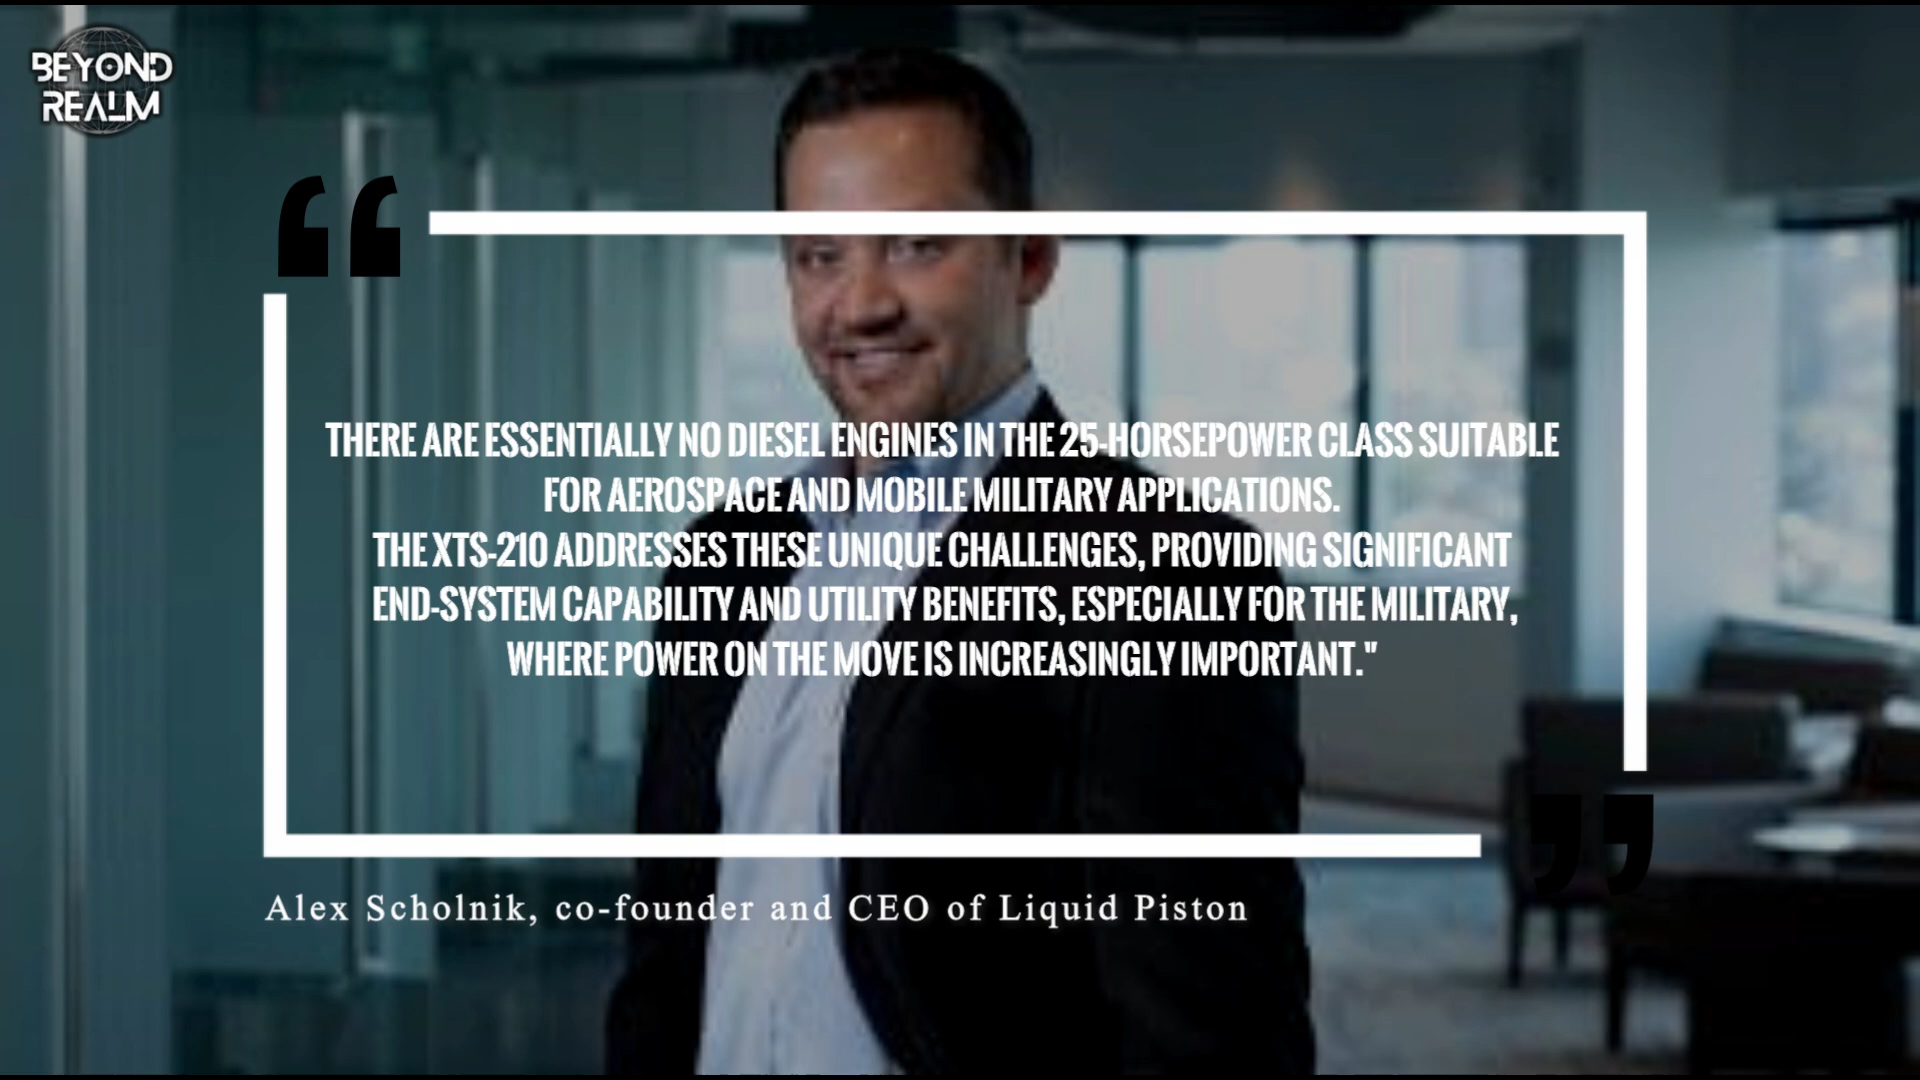 BEYOND
REALM
“
THERE ARE ESSENTIALLY NO DIESEL ENGINES IN THE 25-HORSEPOWER CLASS SUITABLE
FOR AEROSPACE AND MOBILE MILITARY APPLICATIONS.
THE XTS-210 ADDRESSES THESE UNIQUE CHALLENGES, PROVIDING SIGNIFICANT
END-SYSTEM CAPABILITY AND UTILITY BENEFITS, ESPECIALLY FOR THE MILITARY,
WHERE POWER ON THE MOVE IS INCREASINGLY IMPORTANT."
”
Alex Scholnik, co-founder and CEO of Liquid Piston